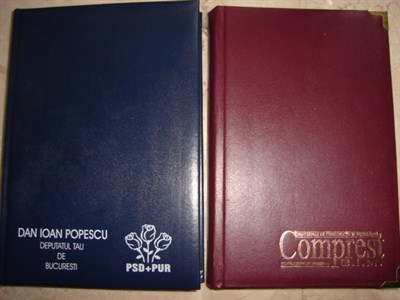 DAN IOAN POPESCU
DEPUTATUL TAU
DE
BUCURESTI
PSD+PUR
Comprest